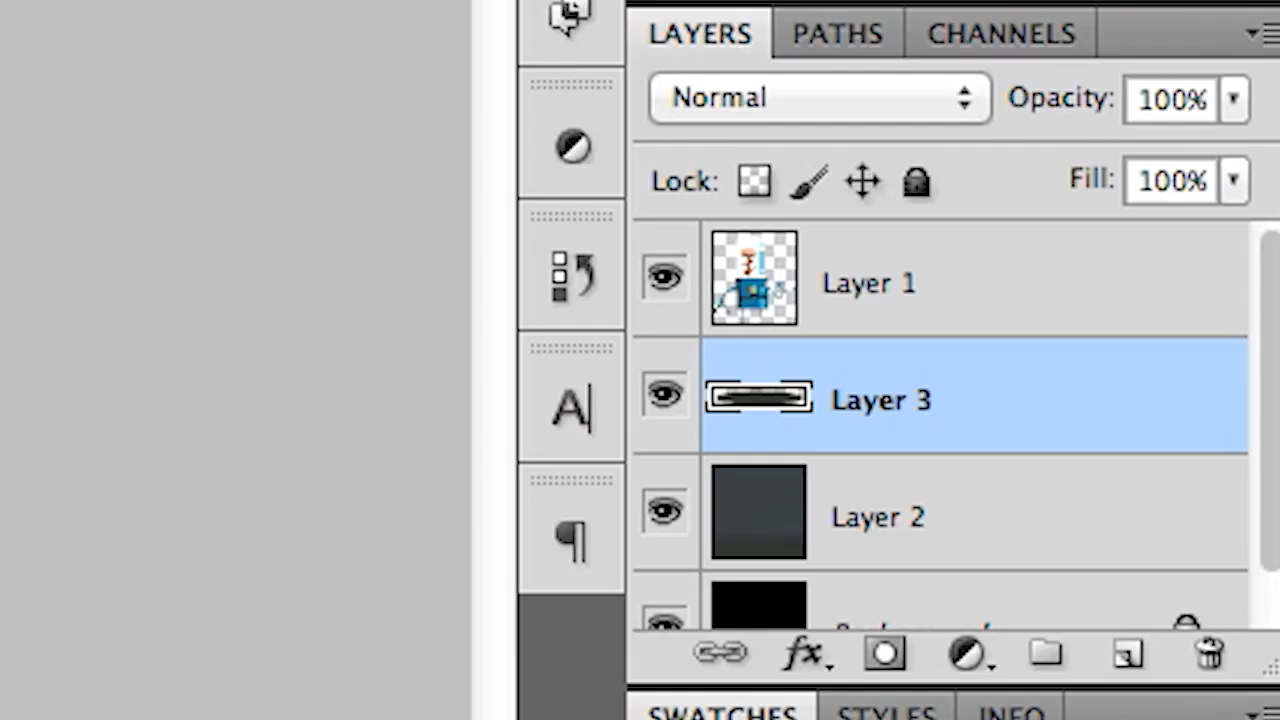 LAYERS PATHS CHANNELS
Normal Opacity: 100%
Lock: Fill: 100%
Layer 1
Layer 3
Layer 2
SWATCHES STYLES INFO